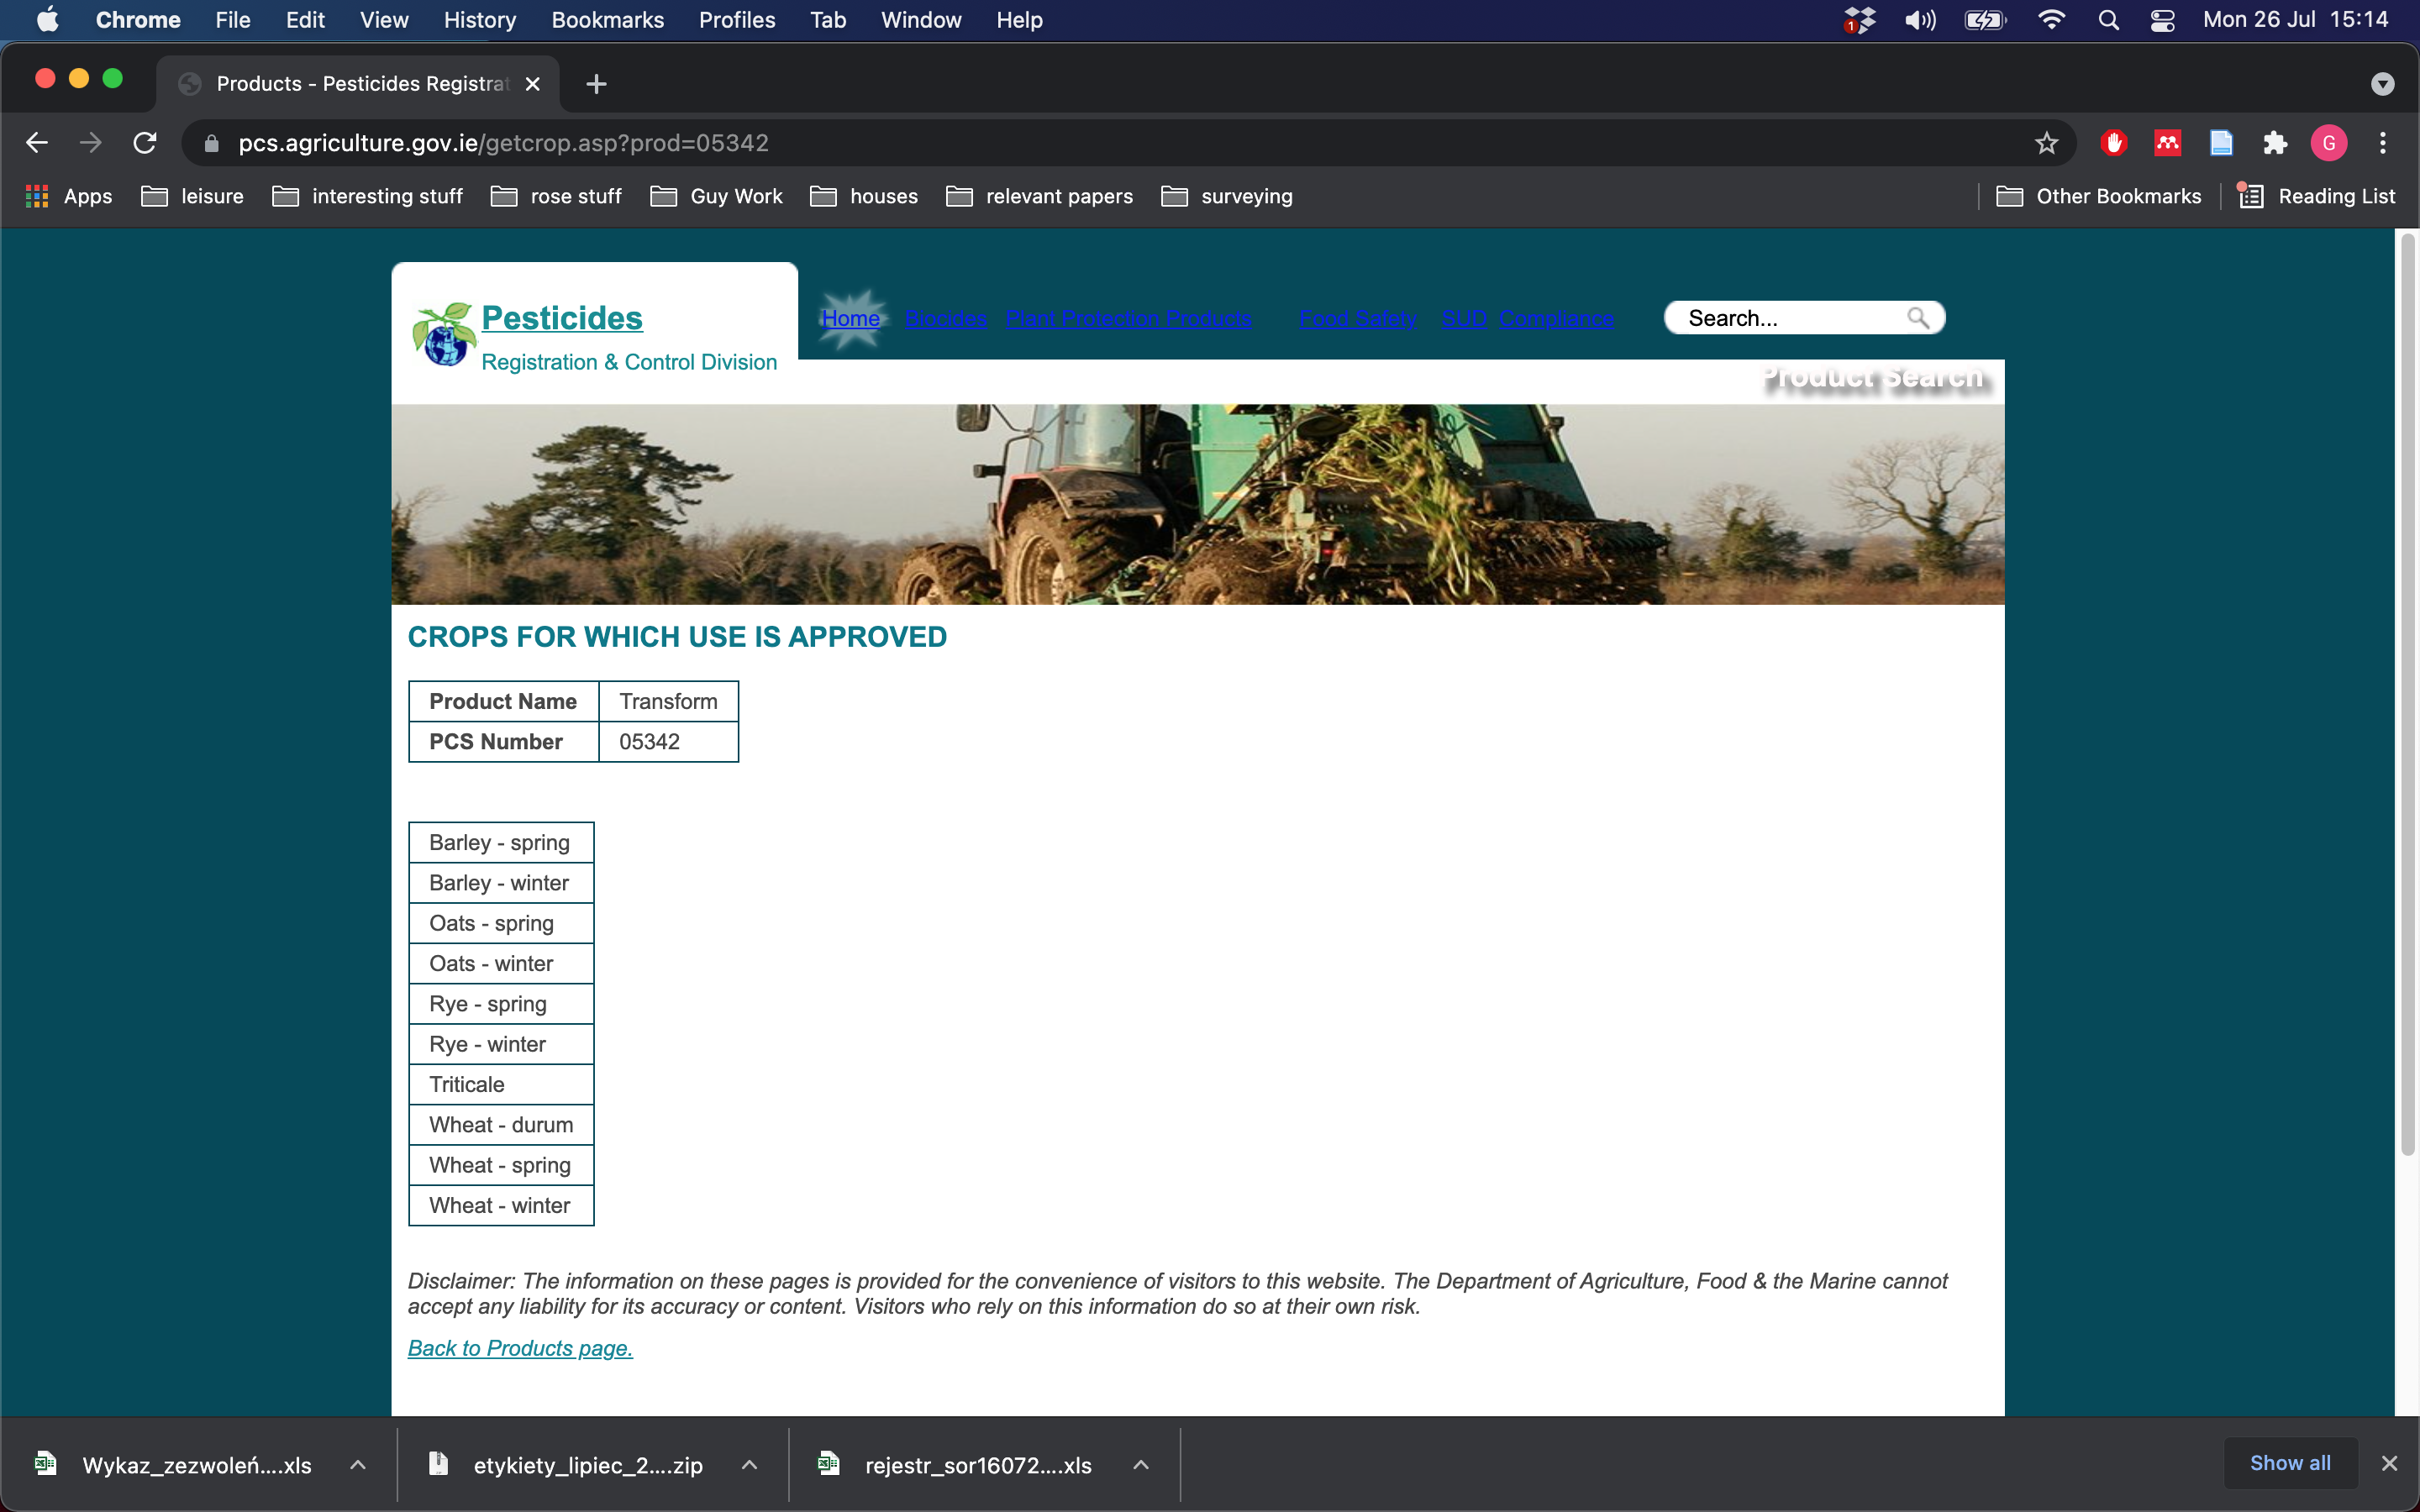 Chrome File Edit View History Bookmarks Profiles Tab Window Help
1
Mon 26 Jul 15:14
Products - Pesticides Registrat
pcs.agriculture.gov.ie/getcrop.asp?prod=05342
G
Apps leisure interesting stuff rose stuff Guy Work houses relevant papers surveying Other Bookmarks Reading List
Pesticides
Registration & Control Division
Home Biocides Plant Protection Products Food Safety SUD Compliance
Search...
Product Search
CROPS FOR WHICH USE IS APPROVED
Product Name Transform
PCS Number 05342
Barley - spring
Barley - winter
Oats - spring
Oats - winter
Rye - spring
Rye - winter
Triticale
Wheat - durum
Wheat - spring
Wheat - winter
Disclaimer: The information on these pages is provided for the convenience of visitors to this website. The Department of Agriculture, Food & the Marine cannot
accept any liability for its accuracy or content. Visitors who rely on this information do so at their own risk.
Back to Products page.
Wykaz_zezwoleń....xls etykiety_lipiec_2....zip rejestr_sor16072....xls Show all